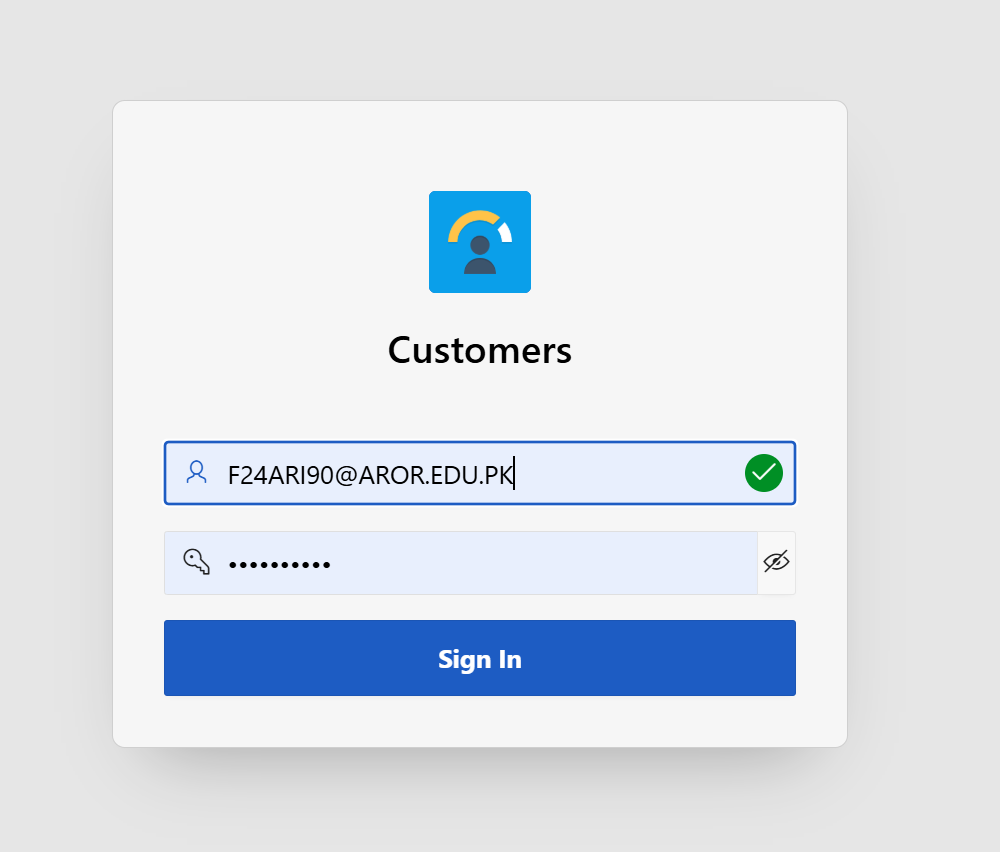 Customers
F24ARI90@AROR.EDU.PK
••••••••••
Sign In